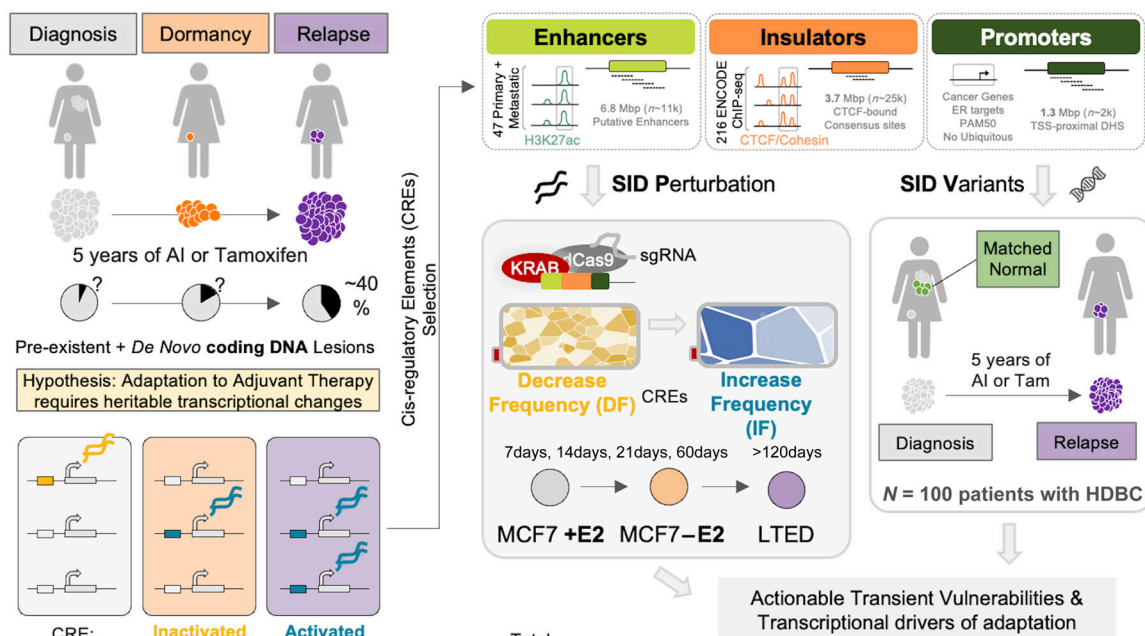 Diagnosis
Dormancy
Relapse
5 years of AI or Tamoxifen
?
?
~40
%
Pre-existent + De Novo coding DNA Lesions
Hypothesis: Adaptation to Adjuvant Therapy
requires heritable transcriptional changes
CRE:
Inactivated
Activated
Cis-regulatory Elements (CREs)
Selection
Enhancers
47 Primary +
Metastatic
H3K27ac
6.8 Mbp (n~11k)
Putative Enhancers
Insulators
216 ENCODE
ChIP-seq
CTCF/Cohesin
3.7 Mbp (n~25k)
CTCF-bound
Consensus sites
Promoters
Cancer Genes
ER targets
PAM50
No Ubiquitous
1.3 Mbp (n~2k)
TSS-proximal DHS
SID Perturbation
KRAB
dCas9
sgRNA
Decrease
Frequency (DF)
CREs
Increase
Frequency
(IF)
7days, 14days, 21days, 60days
>120days
MCF7 +E2
MCF7–E2
LTED
SID Variants
Matched
Normal
5 years of
AI or Tam
Diagnosis
Relapse
N = 100 patients with HDBC
Actionable Transient Vulnerabilities &
Transcriptional drivers of adaptation